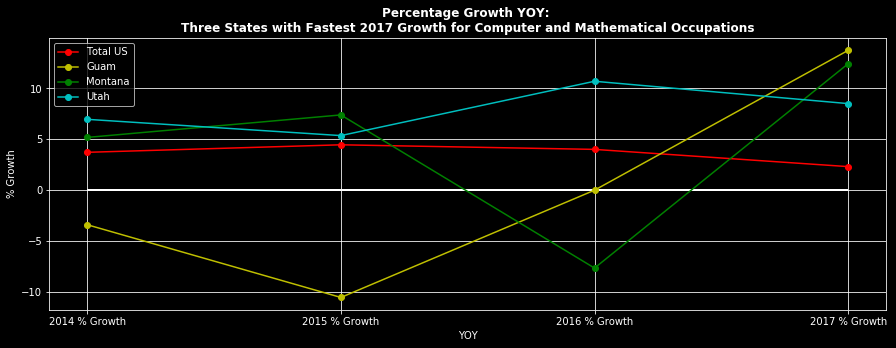 Percentage Growth YOY:
Three States with Fastest 2017 Growth for Computer and Mathematical Occupations
Total US
Guam
Montana
Utah
% Growth
10
5
0
−5
−10
2014 % Growth
2015 % Growth
2016 % Growth
2017 % Growth
YOY